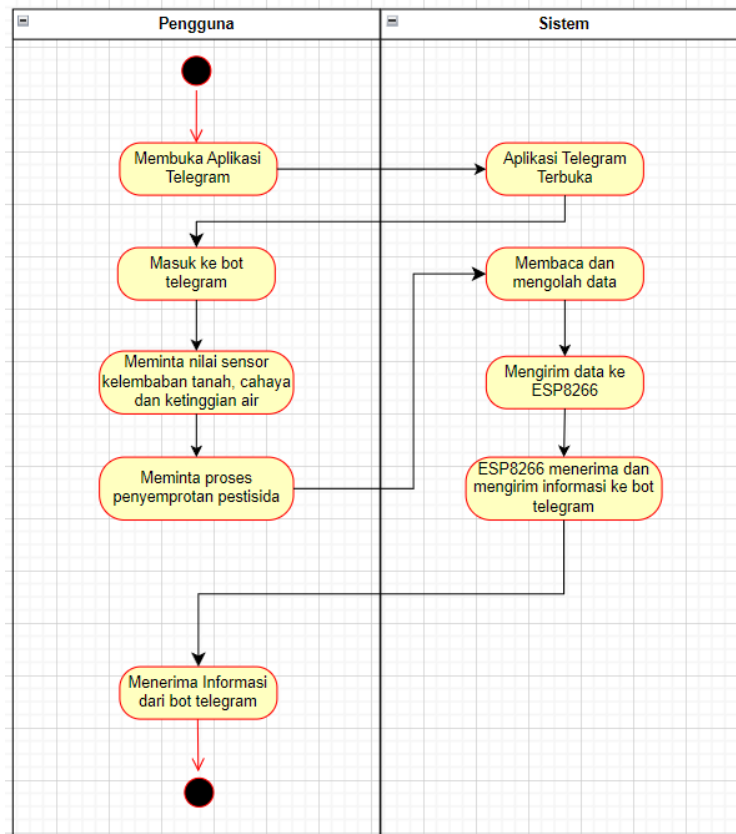 Pengguna
Sistem
Membuka Aplikasi
Telegram
Aplikasi Telegram
Terbuka
Masuk ke bot
telegram
Meminta nilai sensor
kelembaban tanah, cahaya
dan ketinggian air
Meminta proses
penyemprotan pestisida
Membaca dan
mengolah data
Mengirim data ke
ESP8266
ESP8266 menerima dan
mengirim informasi ke bot
telegram
Menerima Informasi
dari bot telegram